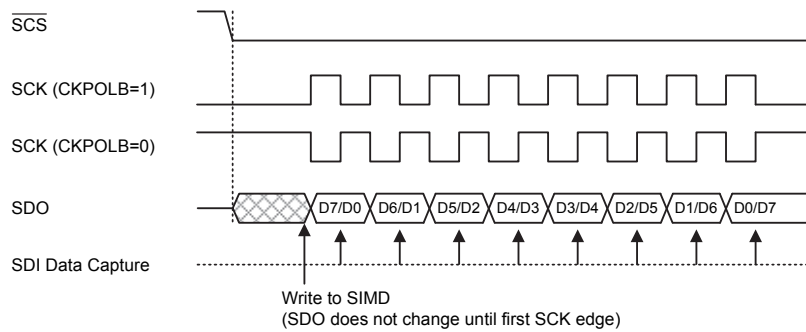 SCS
SCK (CKPOLB=1)
SCK (CKPOLB=0)
SDO
D7/D0 D6/D1 D5/D2 D4/D3 D3/D4 D2/D5 D1/D6 D0/D7
SDI Data Capture
Write to SIMD
(SDO does not change until first SCK edge)